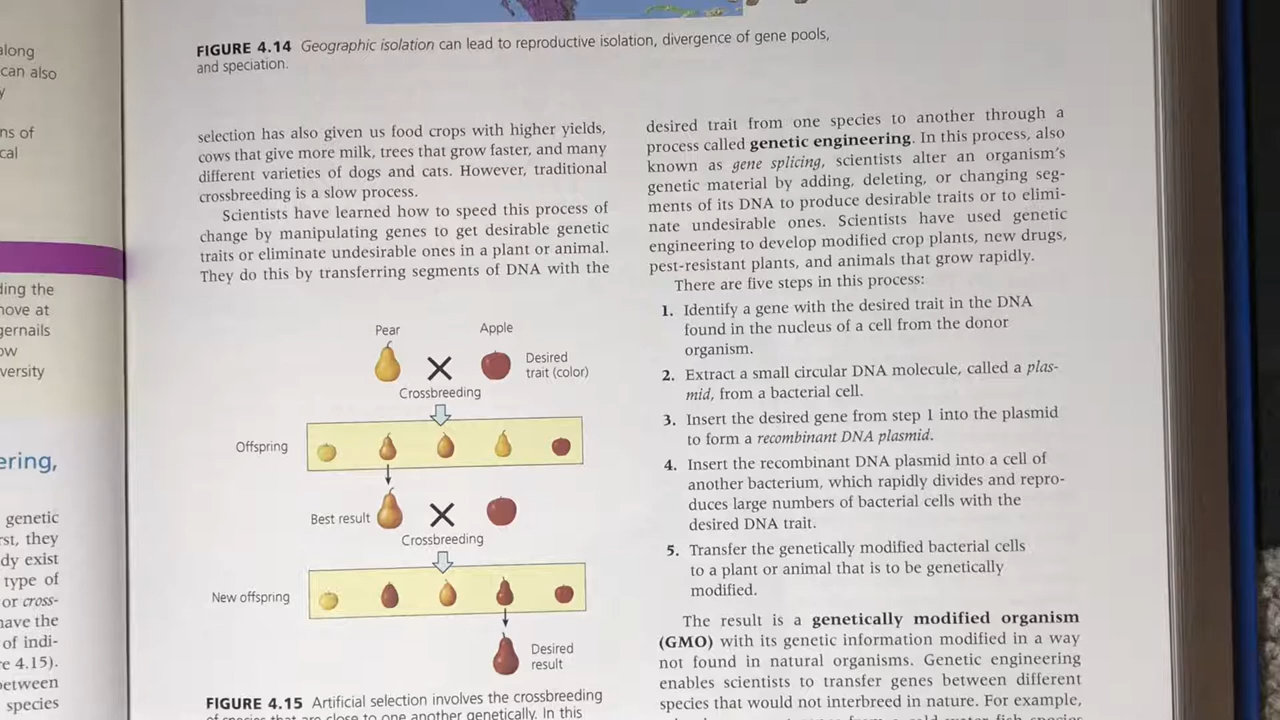 along
can also
y
ns of
cal
ding the
nove at
gernails
ow
versity
ering,
genetic
rst, they
dy exist
type of
or cross-
have the
of indi-
e 4.15).
between
species
FIGURE 4.14 Geographic isolation can lead to reproductive isolation, divergence of gene pools,
and speciation.
selection has also given us food crops with higher yields,
cows that give more milk, trees that grow faster, and many
different varieties of dogs and cats. However, traditional
crossbreeding is a slow process.
Scientists have learned how to speed this process of
change by manipulating genes to get desirable genetic
traits or eliminate undesirable ones in a plant or animal.
They do this by transferring segments of DNA with the
Pear
Apple
Desired
trait (color)
Crossbreeding
Offspring
Best result
Crossbreeding
New offspring
Desired
result
FIGURE 4.15 Artificial selection involves the crossbreeding
of species that are close to one another genetically. In this
desired trait from one species to another through a
process called genetic engineering. In this process, also
known as gene splicing, scientists alter an organism's
genetic material by adding, deleting, or changing seg-
ments of its DNA to produce desirable traits or to elimi-
nate undesirable ones. Scientists have used genetic
engineering to develop modified crop plants, new drugs,
pest-resistant plants, and animals that grow rapidly.
There are five steps in this process:
1. Identify a gene with the desired trait in the DNA
found in the nucleus of a cell from the donor
organism.
2. Extract a small circular DNA molecule, called a plas-
mid, from a bacterial cell.
3. Insert the desired gene from step 1 into the plasmid
to form a recombinant DNA plasmid.
4. Insert the recombinant DNA plasmid into a cell of
another bacterium, which rapidly divides and repro-
duces large numbers of bacterial cells with the
desired DNA trait.
5. Transfer the genetically modified bacterial cells
to a plant or animal that is to be genetically
modified.
The result is a genetically modified organism
(GMO) with its genetic information modified in a way
not found in natural organisms. Genetic engineering
enables scientists to transfer genes between different
species that would not interbreed in nature. For example,